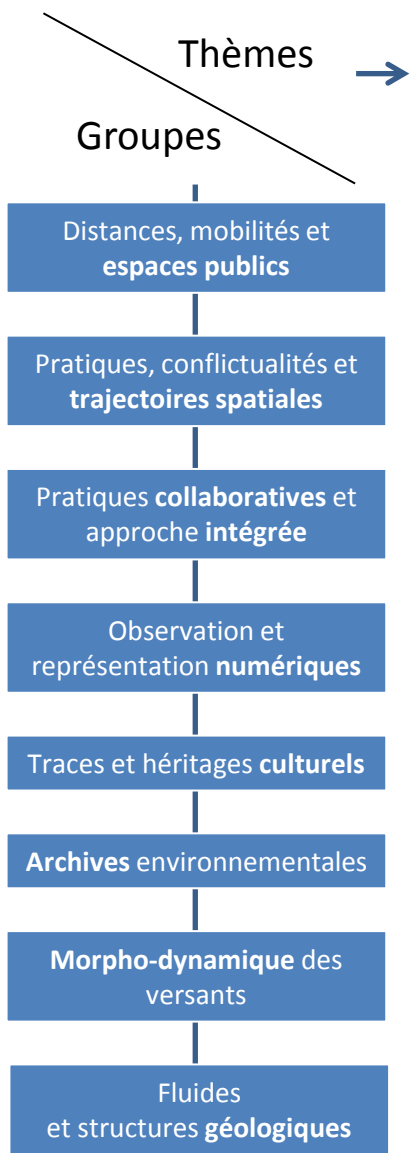 Thèmes
Groupes
Distances, mobilités et
espaces publics
Pratiques, conflictualités et
trajectoires spatiales
Pratiques collaboratives et
approche intégrée
Observation et
représentation numériques
Traces et héritages culturels
Archives environnementales
Morpho-dynamique des
versants
Fluides
et structures géologiques